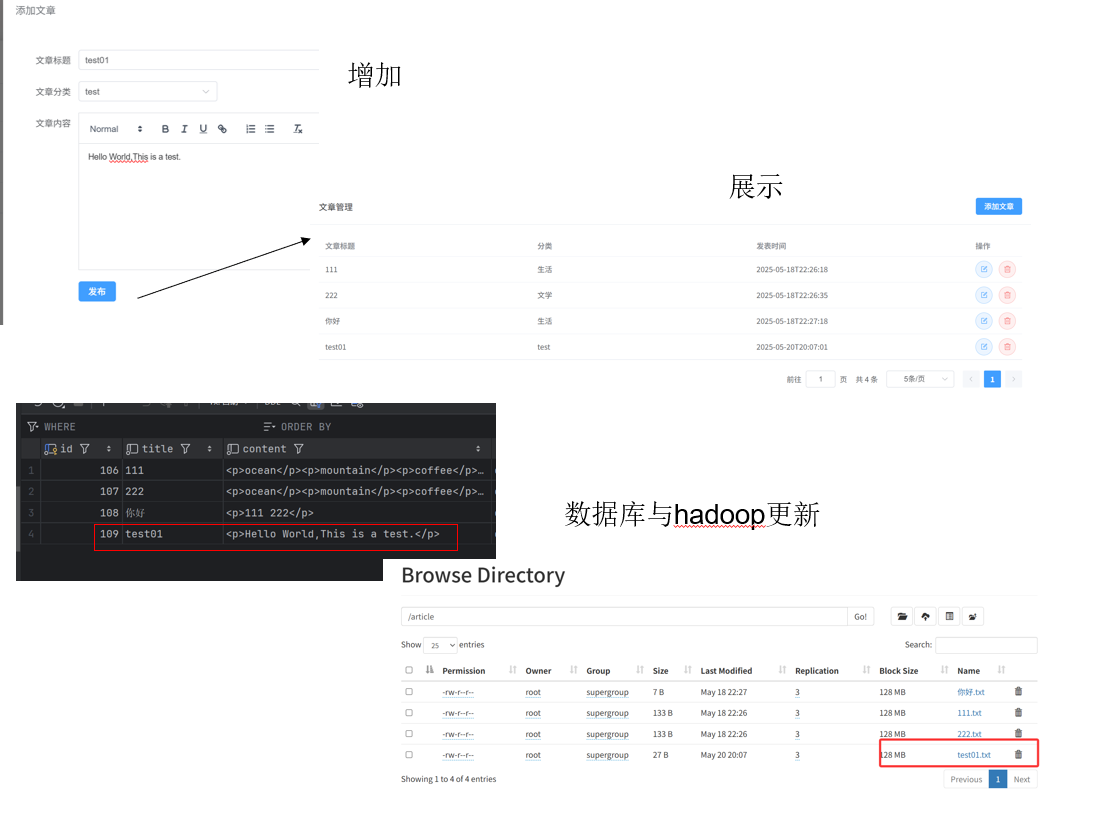 添加文章
文章标题 test01
增加
文章分类 test
文章内容 Normal B I U
Hello World,This is a test.
发布
展示
文章管理 添加文章
文章标题 分类 发表时间 操作
111 生活 2025-05-18T22:26:18
222 文学 2025-05-18T22:26:35
你好 生活 2025-05-18T22:27:18
test01 test 2025-05-20T20:07:01
前往 1 页 共 4 条 5条/页 1
WHERE ORDER BY
id title content
1 106 111 <p>ocean</p><p>mountain</p><p>coffee</p>…
2 107 222 <p>ocean</p><p>mountain</p><p>coffee</p>…
3 108 你好 <p>111 222</p>
4 109 test01 <p>Hello World,This is a test.</p>
数据库与hadoop更新
Browse Directory
/article Go!
Show 25 entries Search:
Permission Owner Group Size Last Modified Replication Block Size Name
-rw-r--r-- root supergroup 7 B May 18 22:27 3 128 MB 你好.txt
-rw-r--r-- root supergroup 133 B May 18 22:26 3 128 MB 111.txt
-rw-r--r-- root supergroup 133 B May 18 22:26 3 128 MB 222.txt
-rw-r--r-- root supergroup 27 B May 20 20:07 3 128 MB test01.txt
Showing 1 to 4 of 4 entries Previous 1 Next